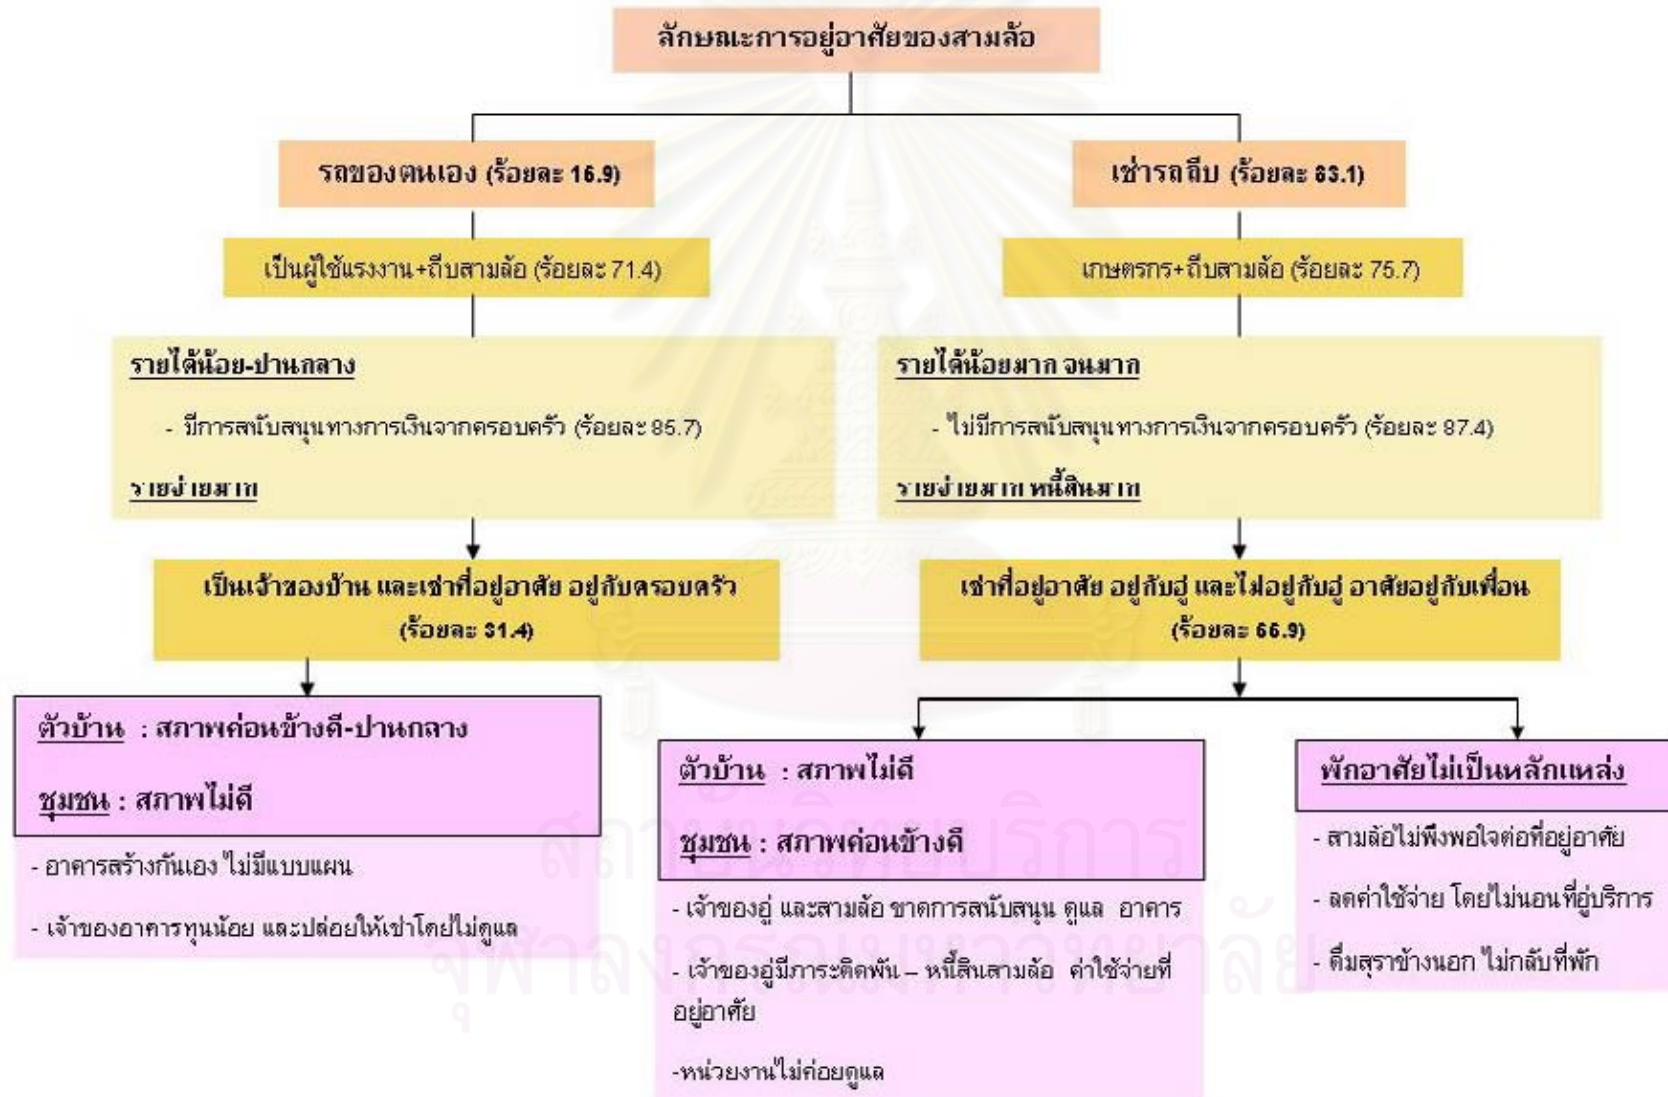 ลักษณะการอยู่อาศัยของสามล้อ
รถของตนเอง (ร้อยละ 16.9)
เช่ารถถีบ (ร้อยละ 83.1)
เป็นผู้ใช้แรงงาน+ถีบสามล้อ (ร้อยละ 71.4)
เกษตรกร+ถีบสามล้อ (ร้อยละ 75.7)
รายได้น้อย-ปานกลาง
- มีการสนับสนุนทางการเงินจากครอบครัว (ร้อยละ 85.7)
รายจ่ายมาก
รายได้น้อยมาก จนมาก
- ไม่มีการสนับสนุนทางการเงินจากครอบครัว (ร้อยละ 87.4)
รายจ่ายมาก หนี้สินมาก
เป็นเจ้าของบ้าน และเช่าที่อยู่อาศัย อยู่กับครอบครัว
(ร้อยละ 31.4)
เช่าที่อยู่อาศัย อยู่กับอู่ และไม่อยู่กับอู่ อาศัยอยู่กับเพื่อน
(ร้อยละ 66.9)
ตัวบ้าน : สภาพค่อนข้างดี-ปานกลาง
ชุมชน : สภาพไม่ดี
- อาคารสร้างกันเอง ไม่มีแบบแผน
- เจ้าของอาคารทุนน้อย และปล่อยให้เช่าโดยไม่ดูแล
ตัวบ้าน : สภาพไม่ดี
ชุมชน : สภาพค่อนข้างดี
- เจ้าของอู่ และสามล้อ ขาดการสนับสนุน ดูแล อาคาร
- เจ้าของอู่มีภาระติดพัน – หนี้สินสามล้อ ค่าใช้จ่ายที่
อยู่อาศัย
-หน่วยงานไม่ค่อยดูแล
พักอาศัยไม่เป็นหลักแหล่ง
- สามล้อไม่พึงพอใจต่อที่อยู่อาศัย
- ลดค่าใช้จ่าย โดยไม่นอนที่อู่บริการ
- ดื่มสุราข้างนอก ไม่กลับที่พัก
สถาบันวิทยบริการ
จุฬาลงกรณ์มหาวิทยาลัย